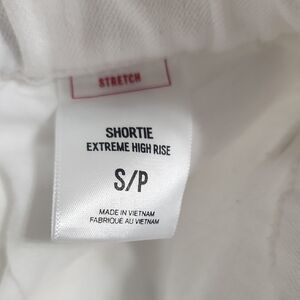 STRETCH
SHORTIE
EXTREME HIGH RISE
S/P
MADE IN VIETNAM
FABRIQUÉ AU VIETNAM